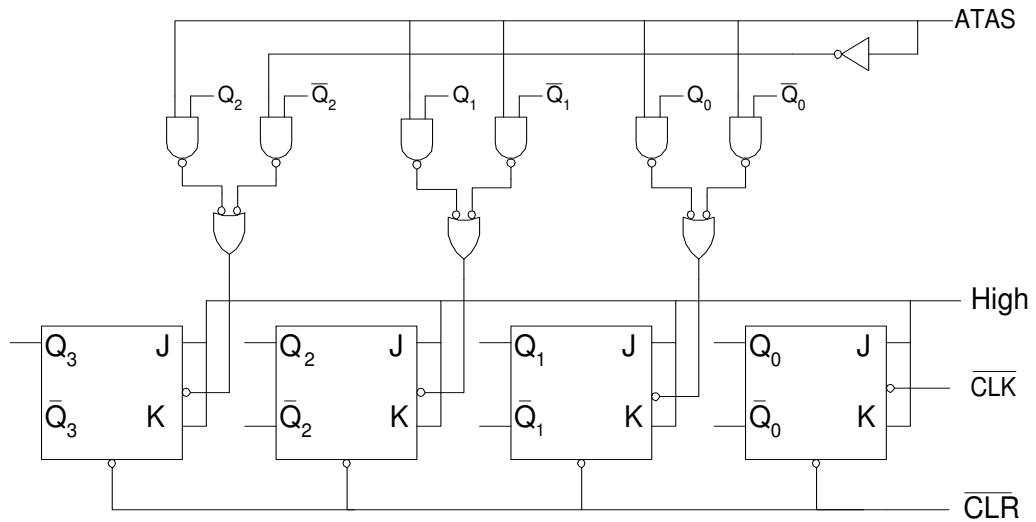 ATAS
Q₂ Q̅₂ Q₁ Q̅₁ Q₀ Q̅₀
High
Q₃ J Q₂ J Q₁ J Q₀ J
C̅L̅K̅
Q̅₃ K Q̅₂ K Q̅₁ K Q̅₀ K
C̅L̅R̅